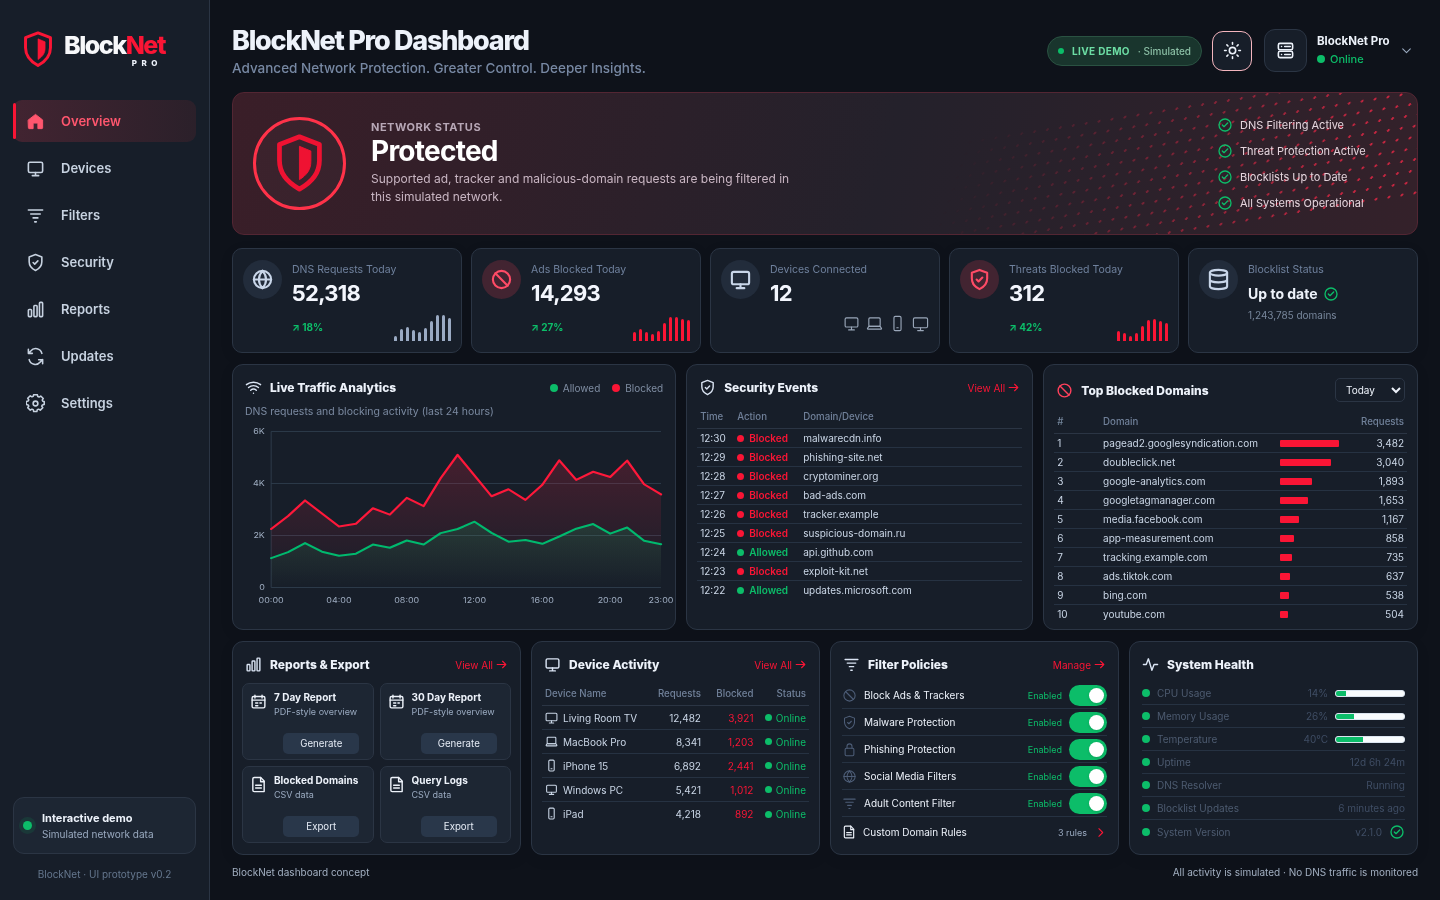 BlockNet
PRO
Overview
Devices
Filters
Security
Reports
Updates
Settings
Interactive demo
Simulated network data
BlockNet · UI prototype v0.2
BlockNet Pro Dashboard
Advanced Network Protection. Greater Control. Deeper Insights.
LIVE DEMO · Simulated
BlockNet Pro
Online
NETWORK STATUS
Protected
Supported ad, tracker and malicious-domain requests are being filtered in
this simulated network.
DNS Filtering Active
Threat Protection Active
Blocklists Up to Date
All Systems Operational
DNS Requests Today
52,318
↗ 18%
Ads Blocked Today
14,293
↗ 27%
Devices Connected
12
Threats Blocked Today
312
↗ 42%
Blocklist Status
Up to date
1,243,785 domains
Live Traffic Analytics
Allowed Blocked
DNS requests and blocking activity (last 24 hours)
6K
4K
2K
0
00:00 04:00 08:00 12:00 16:00 20:00 23:00
Security Events
View All →
Time Action Domain/Device
12:30 Blocked malwarecdn.info
12:29 Blocked phishing-site.net
12:28 Blocked cryptominer.org
12:27 Blocked bad-ads.com
12:26 Blocked tracker.example
12:25 Blocked suspicious-domain.ru
12:24 Allowed api.github.com
12:23 Blocked exploit-kit.net
12:22 Allowed updates.microsoft.com
Top Blocked Domains
Today
# Domain Requests
1 pagead2.googlesyndication.com 3,482
2 doubleclick.net 3,040
3 google-analytics.com 1,893
4 googletagmanager.com 1,653
5 media.facebook.com 1,167
6 app-measurement.com 858
7 tracking.example.com 735
8 ads.tiktok.com 637
9 bing.com 538
10 youtube.com 504
Reports & Export
View All →
7 Day Report
PDF-style overview
Generate
30 Day Report
PDF-style overview
Generate
Blocked Domains
CSV data
Export
Query Logs
CSV data
Export
Device Activity
View All →
Device Name Requests Blocked Status
Living Room TV 12,482 3,921 Online
MacBook Pro 8,341 1,203 Online
iPhone 15 6,892 2,441 Online
Windows PC 5,421 1,012 Online
iPad 4,218 892 Online
Filter Policies
Manage →
Block Ads & Trackers Enabled
Malware Protection Enabled
Phishing Protection Enabled
Social Media Filters Enabled
Adult Content Filter Enabled
Custom Domain Rules 3 rules
System Health
CPU Usage 14%
Memory Usage 26%
Temperature 40°C
Uptime 12d 6h 24m
DNS Resolver Running
Blocklist Updates 6 minutes ago
System Version v2.1.0
BlockNet dashboard concept
All activity is simulated · No DNS traffic is monitored